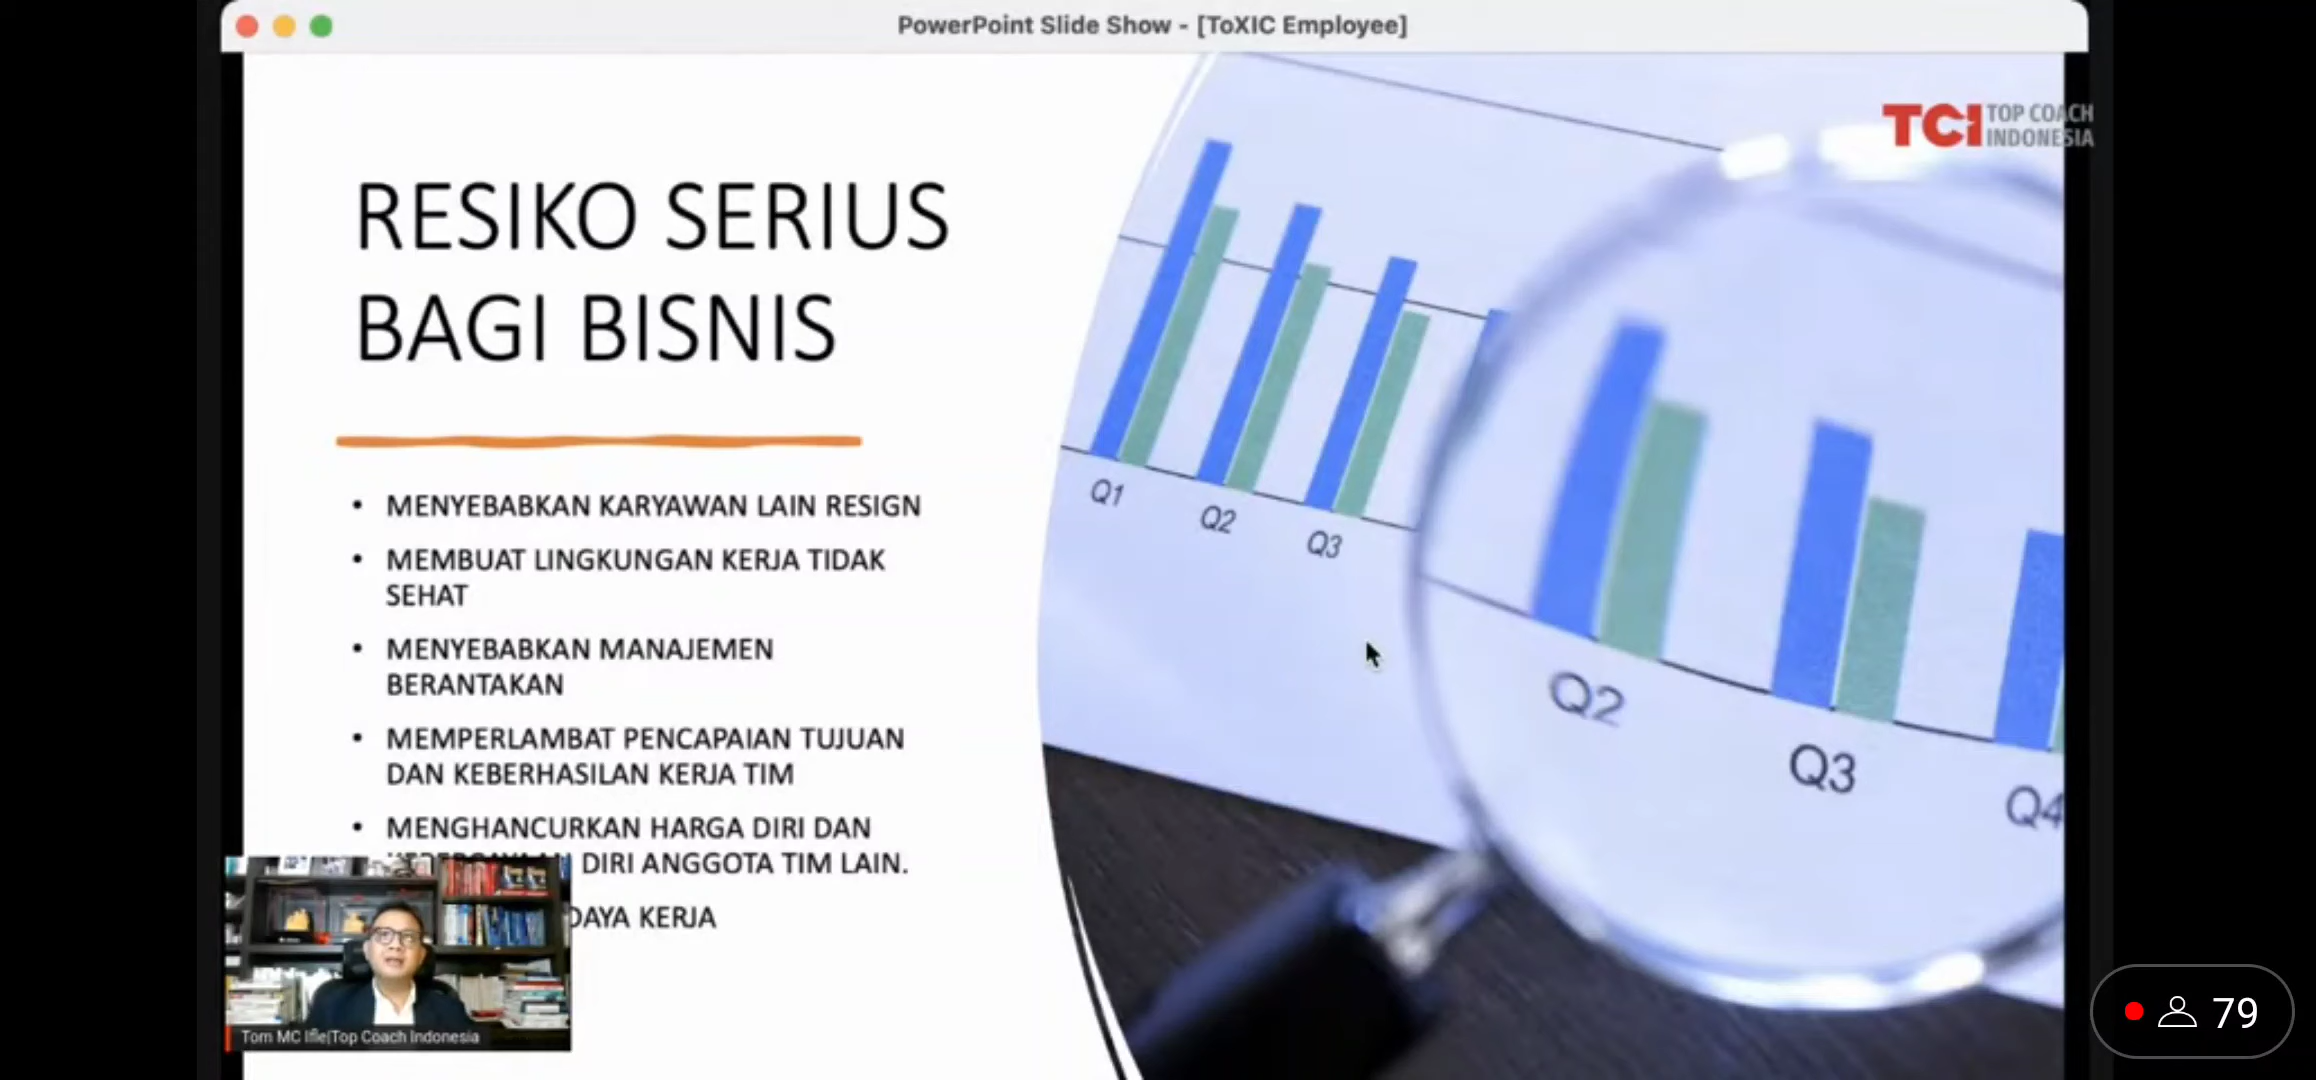 PowerPoint Slide Show - [ToXIC Employee]
TCI TOP COACH
INDONESIA
RESIKO SERIUS
BAGI BISNIS
• MENYEBABKAN KARYAWAN LAIN RESIGN
• MEMBUAT LINGKUNGAN KERJA TIDAK
SEHAT
• MENYEBABKAN MANAJEMEN
BERANTAKAN
• MEMPERLAMBAT PENCAPAIAN TUJUAN
DAN KEBERHASILAN KERJA TIM
• MENGHANCURKAN HARGA DIRI DAN
DIRI ANGGOTA TIM LAIN.
KERJA
Q1
Q2
Q3
Q2
Q3
Q4
Tom MC Ifle|Top Coach Indonesia
79